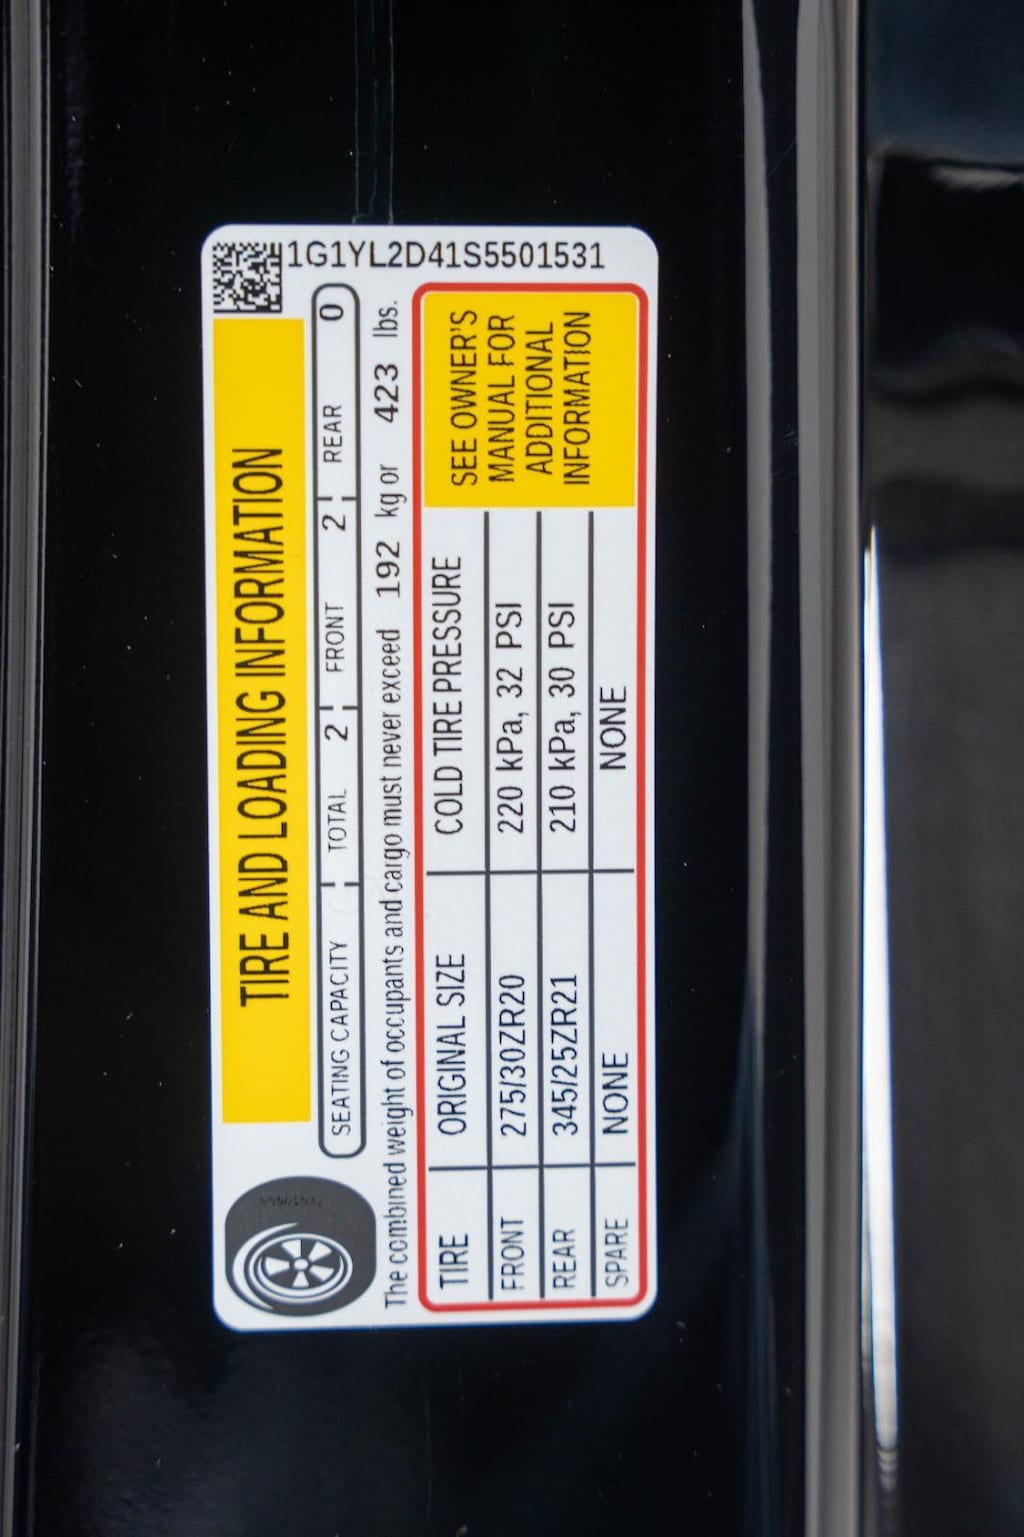 1G1YL2D41S5501531
TIRE AND LOADING INFORMATION
SEATING CAPACITY TOTAL 2 FRONT 2 REAR 0
The combined weight of occupants and cargo must never exceed 192 kg or 423 lbs.
TIRE ORIGINAL SIZE COLD TIRE PRESSURE
FRONT 275/30ZR20 220 kPa, 32 PSI
REAR 345/25ZR21 210 kPa, 30 PSI
SPARE NONE NONE
SEE OWNER'S
MANUAL FOR
ADDITIONAL
INFORMATION